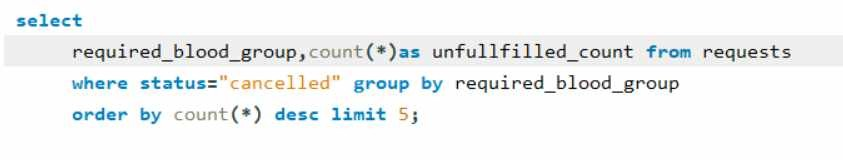 select
required_blood_group,count(*)as unfullfilled_count from requests
where status="cancelled" group by required_blood_group
order by count(*) desc limit 5;